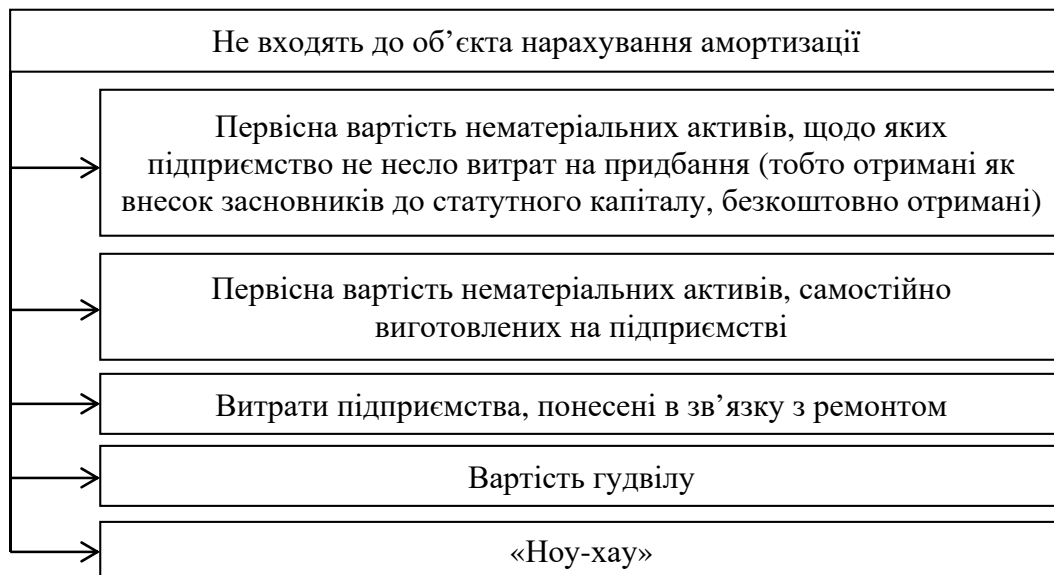 Не входять до об’єкта нарахування амортизації
Первісна вартість нематеріальних активів, щодо яких
підприємство не несло витрат на придбання (тобто отримані як
внесок засновників до статутного капіталу, безкоштовно отримані)
Первісна вартість нематеріальних активів, самостійно
виготовлених на підприємстві
Витрати підприємства, понесені в зв’язку з ремонтом
Вартість гудвілу
«Ноу-хау»